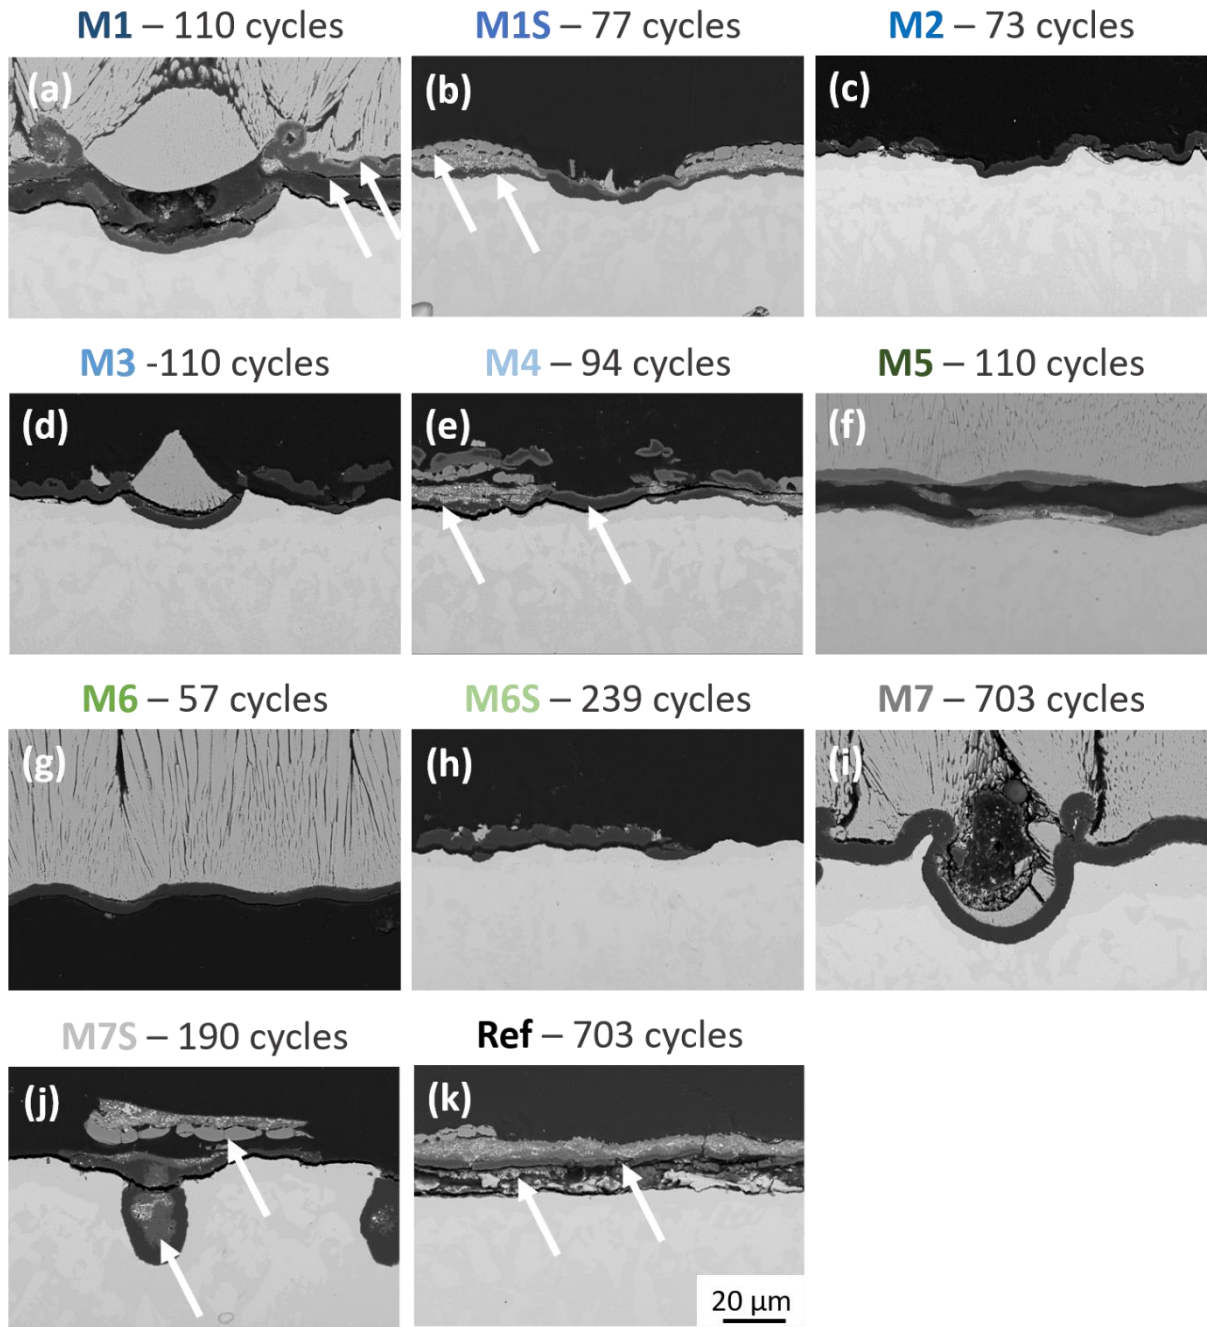 M1 – 110 cycles
M1S – 77 cycles
M2 – 73 cycles
(a)
(b)
(c)
M3 -110 cycles
M4 – 94 cycles
M5 – 110 cycles
(d)
(e)
(f)
M6 – 57 cycles
M6S – 239 cycles
M7 – 703 cycles
(g)
(h)
(i)
M7S – 190 cycles
Ref – 703 cycles
(j)
(k)
20 µm